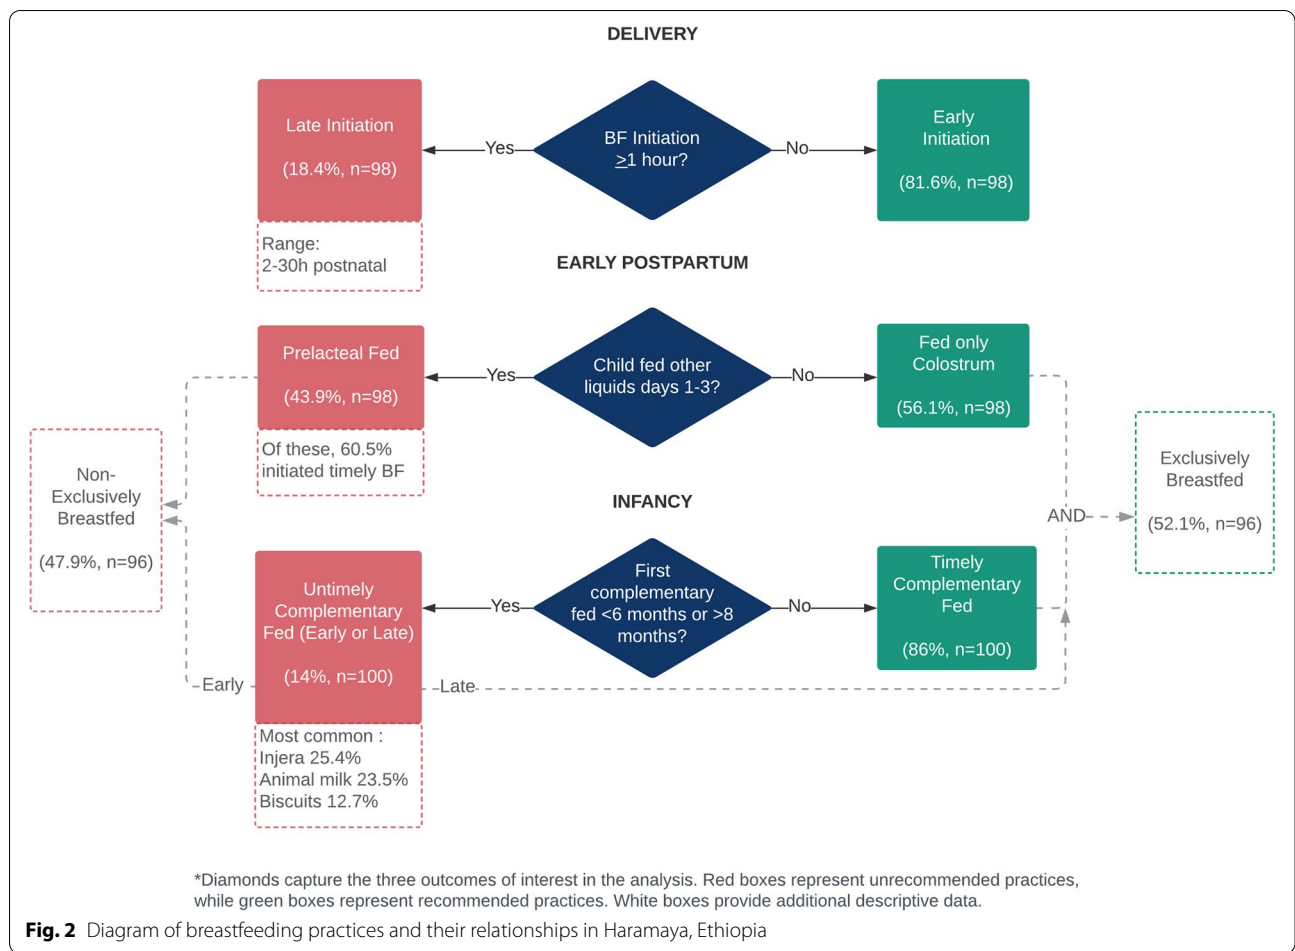 DELIVERY
Late Initiation
(18.4%, n=98)
Yes
BF Initiation
≥1 hour?
No
Early
Initiation
(81.6%, n=98)
Range:
2-30h postnatal
EARLY POSTPARTUM
Prelacteal Fed
(43.9%, n=98)
Yes
Child fed other
liquids days 1-3?
No
Fed only
Colostrum
(56.1%, n=98)
Of these, 60.5%
initiated timely BF
Non-
Exclusively
Breastfed
(47.9%, n=96)
Exclusively
Breastfed
(52.1%, n=96)
AND
INFANCY
Untimely
Complementary
Fed (Early or Late)
(14%, n=100)
Yes
First
complementary
fed <6 months or >8
months?
No
Timely
Complementary
Fed
(86%, n=100)
Early
Late
Most common :
Injera 25.4%
Animal milk 23.5%
Biscuits 12.7%
*Diamonds capture the three outcomes of interest in the analysis. Red boxes represent unrecommended practices,
while green boxes represent recommended practices. White boxes provide additional descriptive data.
Fig. 2 Diagram of breastfeeding practices and their relationships in Haramaya, Ethiopia